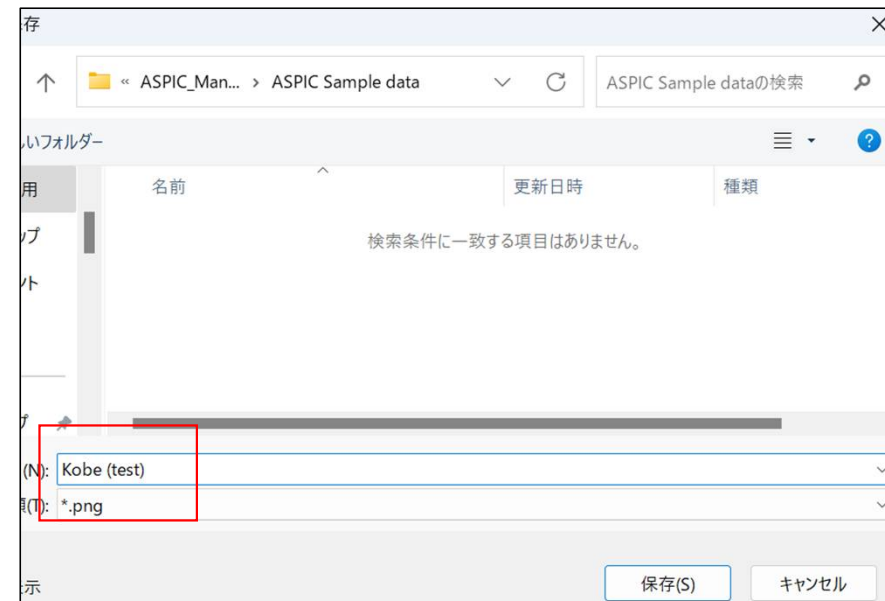 存
« ASPIC_Man... > ASPIC Sample data
ASPIC Sample dataの検索
いフォルダー
名前 更新日時 種類
用
ップ
検索条件に一致する項目はありません。
ント
プ
(N): Kobe (test)
(T): *.png
示
保存(S) キャンセル